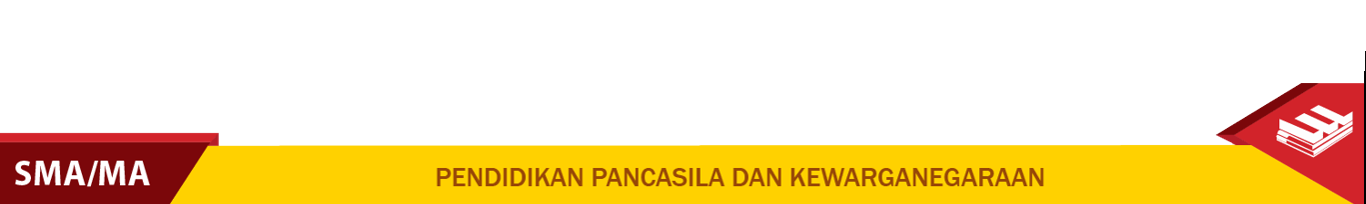 SMA/MA
PENDIDIKAN PANCASILA DAN KEWARGANEGARAAN